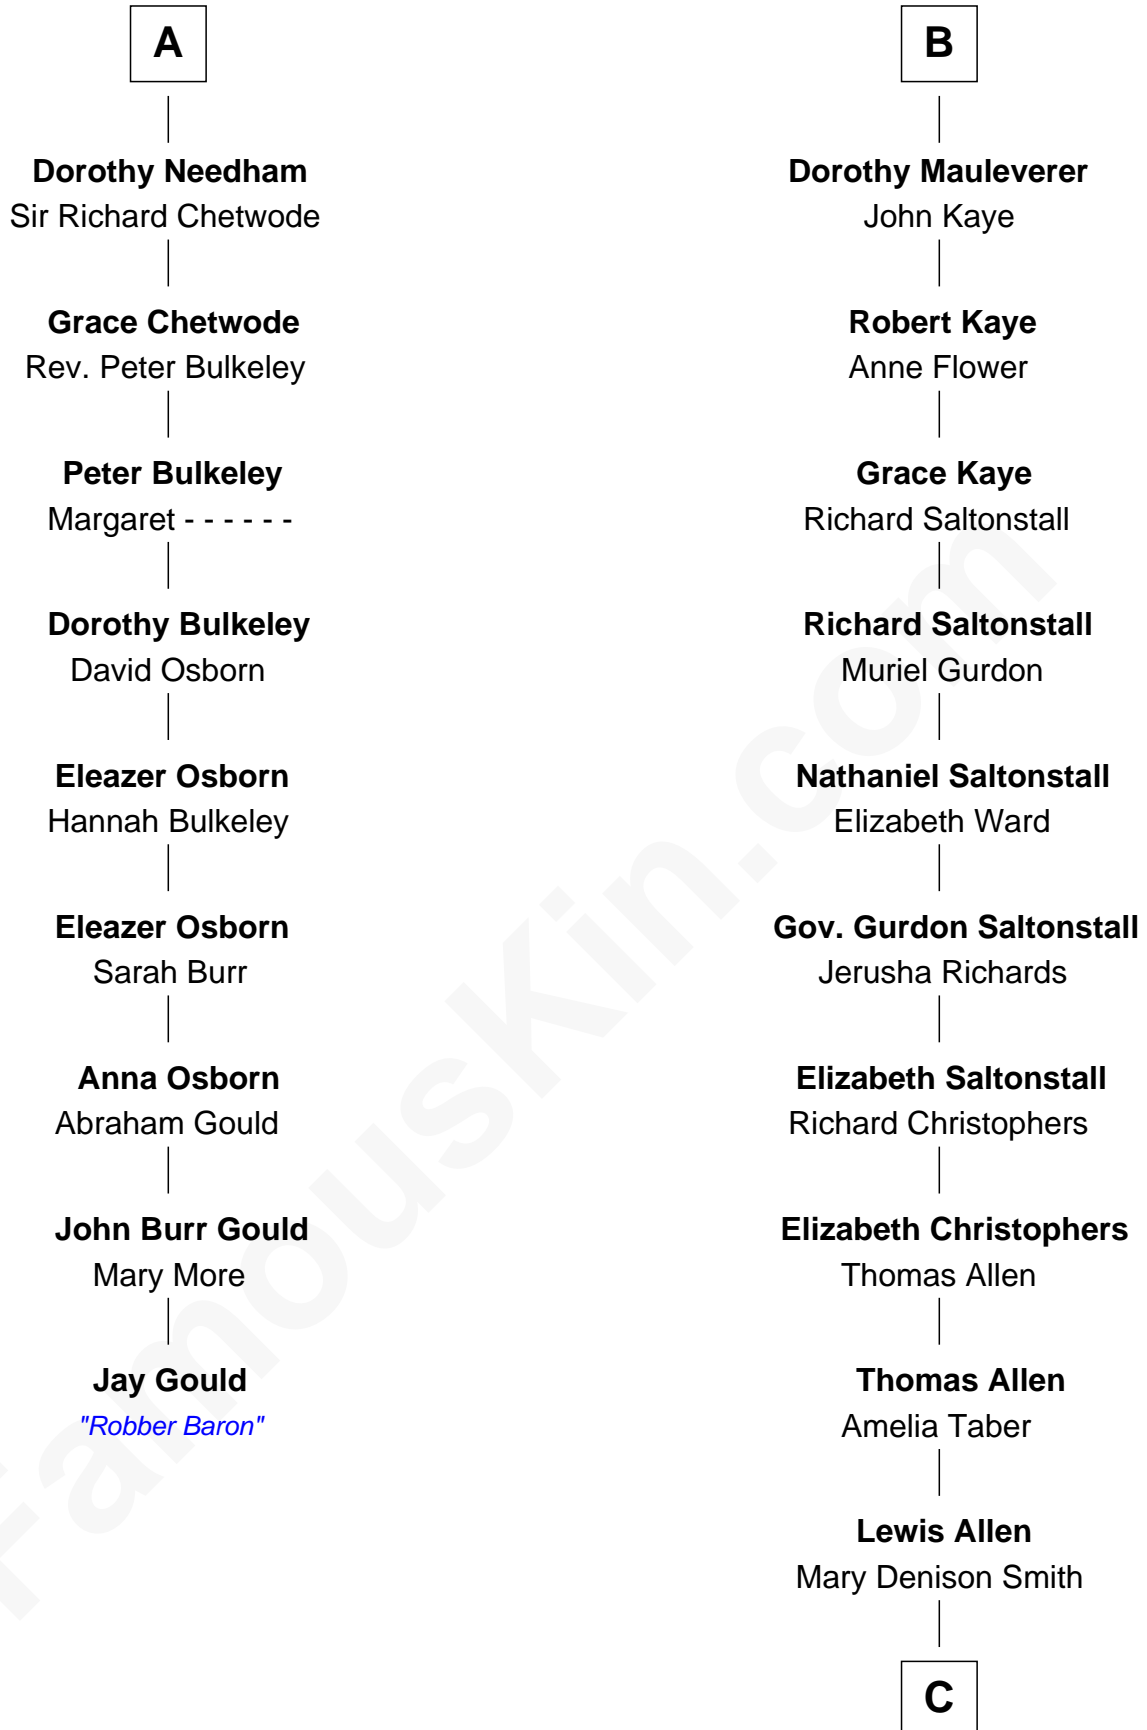 A
Dorothy Needham
Sir Richard Chetwode
Grace Chetwode
Rev. Peter Bulkeley
Peter Bulkeley
Margaret - - - - - -
Dorothy Bulkeley
David Osborn
Eleazer Osborn
Hannah Bulkeley
Eleazer Osborn
Sarah Burr
Anna Osborn
Abraham Gould
John Burr Gould
Mary More
Jay Gould
"Robber Baron"
B
Dorothy Mauleverer
John Kaye
Robert Kaye
Anne Flower
Grace Kaye
Richard Saltonstall
Richard Saltonstall
Muriel Gurdon
Nathaniel Saltonstall
Elizabeth Ward
Gov. Gurdon Saltonstall
Jerusha Richards
Elizabeth Saltonstall
Richard Christophers
Elizabeth Christophers
Thomas Allen
Thomas Allen
Amelia Taber
Lewis Allen
Mary Denison Smith
C
FamousKin.com